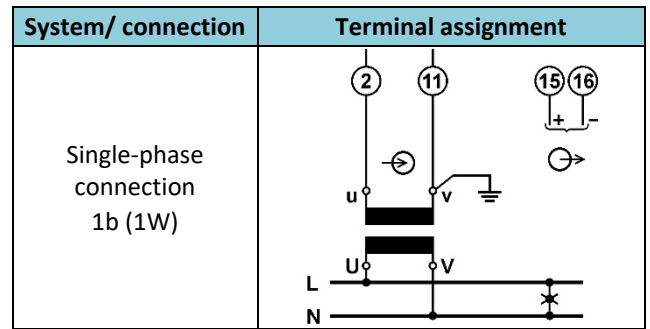 System/ connection
Terminal assignment
Single-phase
connection
1b (1W)
2 11 15 16
+ -
u v
U V
L
N